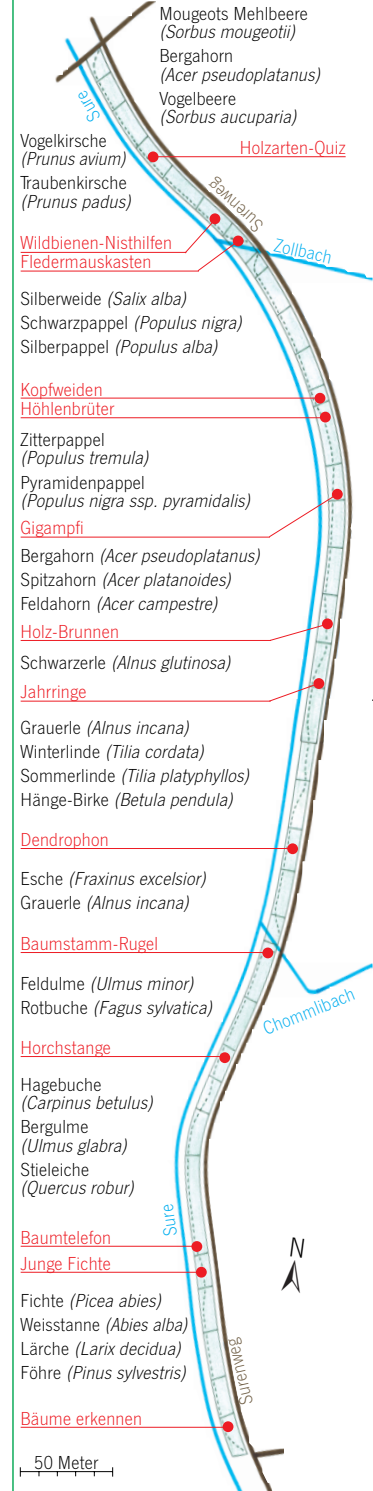 Mougeots Mehlbeere
(Sorbus mougeotii)
Bergahorn
(Acer pseudoplatanus)
Vogelbeere
(Sorbus aucuparia)
Sure
Vogelkirsche
(Prunus avium)
Holzarten-Quiz
Traubenkirsche
(Prunus padus)
Surenweg
Wildbienen-Nisthilfen
Zollbach
Fledermauskasten
Silberweide (Salix alba)
Schwarzpappel (Populus nigra)
Silberpappel (Populus alba)
Kopfweiden
Höhlenbrüter
Zitterpappel
(Populus tremula)
Pyramidenpappel
(Populus nigra ssp. pyramidalis)
Gigampfi
Bergahorn (Acer pseudoplatanus)
Spitzahorn (Acer platanoides)
Feldahorn (Acer campestre)
Holz-Brunnen
Schwarzerle (Alnus glutinosa)
Jahrringe
Grauerle (Alnus incana)
Winterlinde (Tilia cordata)
Sommerlinde (Tilia platyphyllos)
Hänge-Birke (Betula pendula)
Dendrophon
Esche (Fraxinus excelsior)
Grauerle (Alnus incana)
Baumstamm-Rugel
Feldulme (Ulmus minor)
Rotbuche (Fagus sylvatica)
Chommlibach
Horchstange
Hagebuche
(Carpinus betulus)
Bergulme
(Ulmus glabra)
Stieleiche
(Quercus robur)
Sure
Baumtelefon
N
Junge Fichte
Fichte (Picea abies)
Weisstanne (Abies alba)
Lärche (Larix decidua)
Föhre (Pinus sylvestris)
Surenweg
Bäume erkennen
50 Meter